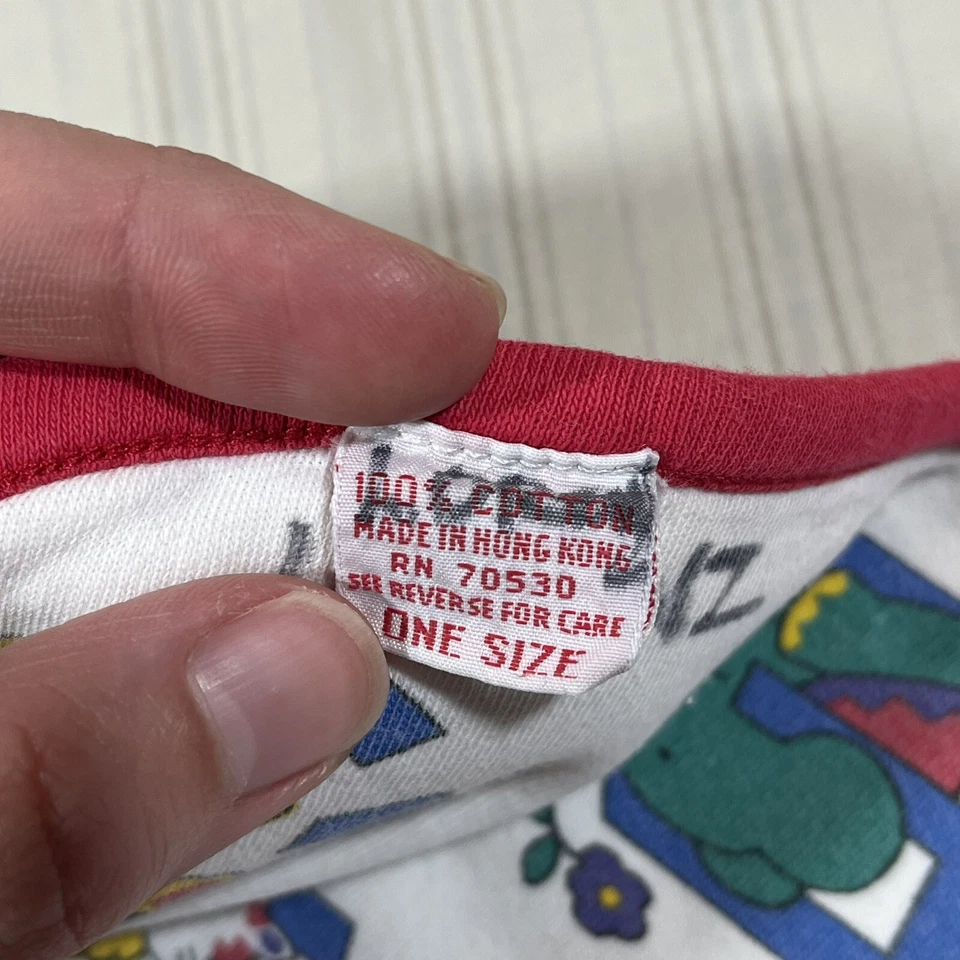 100% COTTON
MADE IN HONG KONG
RN 70530
SEE REVERSE FOR CARE
ONE SIZE